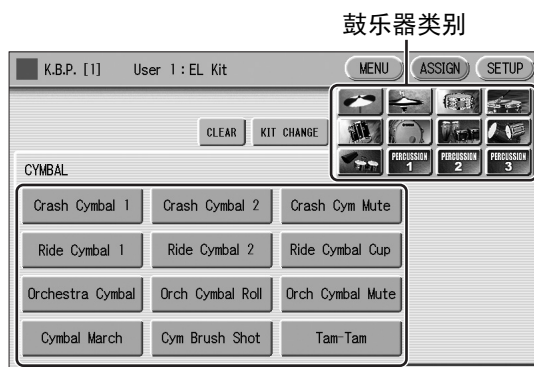 鼓乐器类别
K.B.P. [1] User 1 : EL Kit MENU ASSIGN SETUP
CLEAR KIT CHANGE
PERCUSSION 1 PERCUSSION 2 PERCUSSION 3
CYMBAL
Crash Cymbal 1 Crash Cymbal 2 Crash Cym Mute
Ride Cymbal 1 Ride Cymbal 2 Ride Cymbal Cup
Orchestra Cymbal Orch Cymbal Roll Orch Cymbal Mute
Cymbal March Cym Brush Shot Tam-Tam